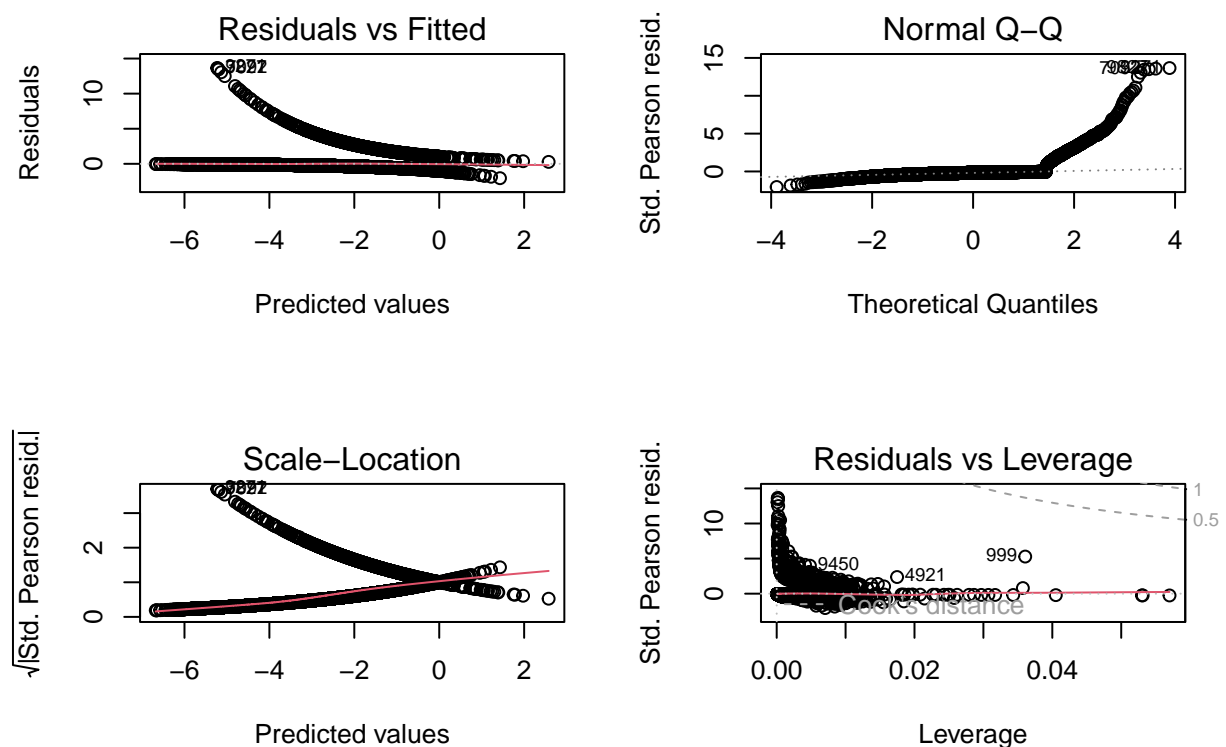 Residuals vs Fitted
Residuals
10
0
−6
−4
−2
0
2
Predicted values
Normal Q−Q
Std. Pearson resid.
15
5
0
−4
−2
0
2
4
Theoretical Quantiles
Scale−Location
√|Std. Pearson resid.|
2
0
−6
−4
−2
0
2
Predicted values
Residuals vs Leverage
Std. Pearson resid.
10
0
1
0.5
999
9450
4921
Cook's distance
0.00
0.02
0.04
Leverage